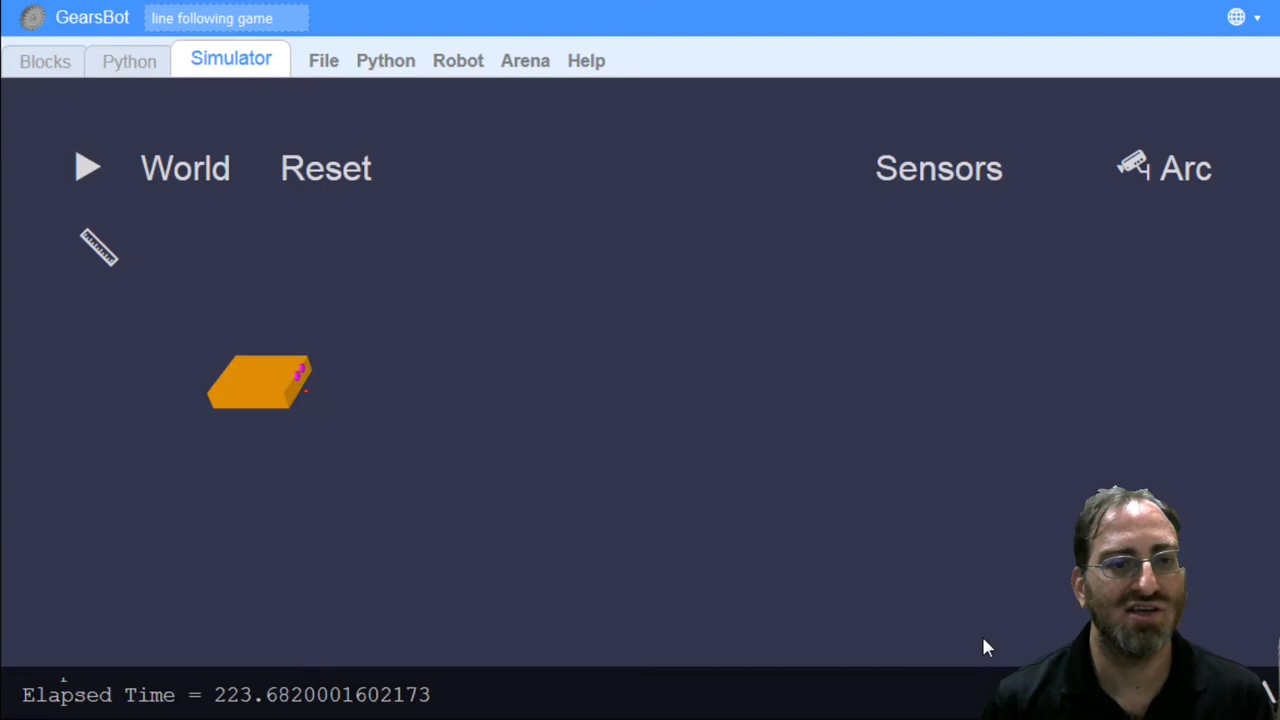 GearsBot line following game
Blocks Python Simulator File Python Robot Arena Help
World Reset Sensors Arc
Elapsed Time = 223.6820001602173